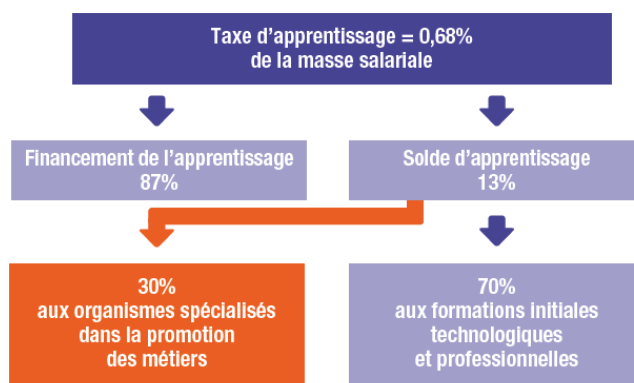 Taxe d’apprentissage = 0,68%
de la masse salariale
Financement de l’apprentissage
87%
Solde d’apprentissage
13%
30%
aux organismes spécialisés
dans la promotion
des métiers
70%
aux formations initiales
technologiques
et professionnelles